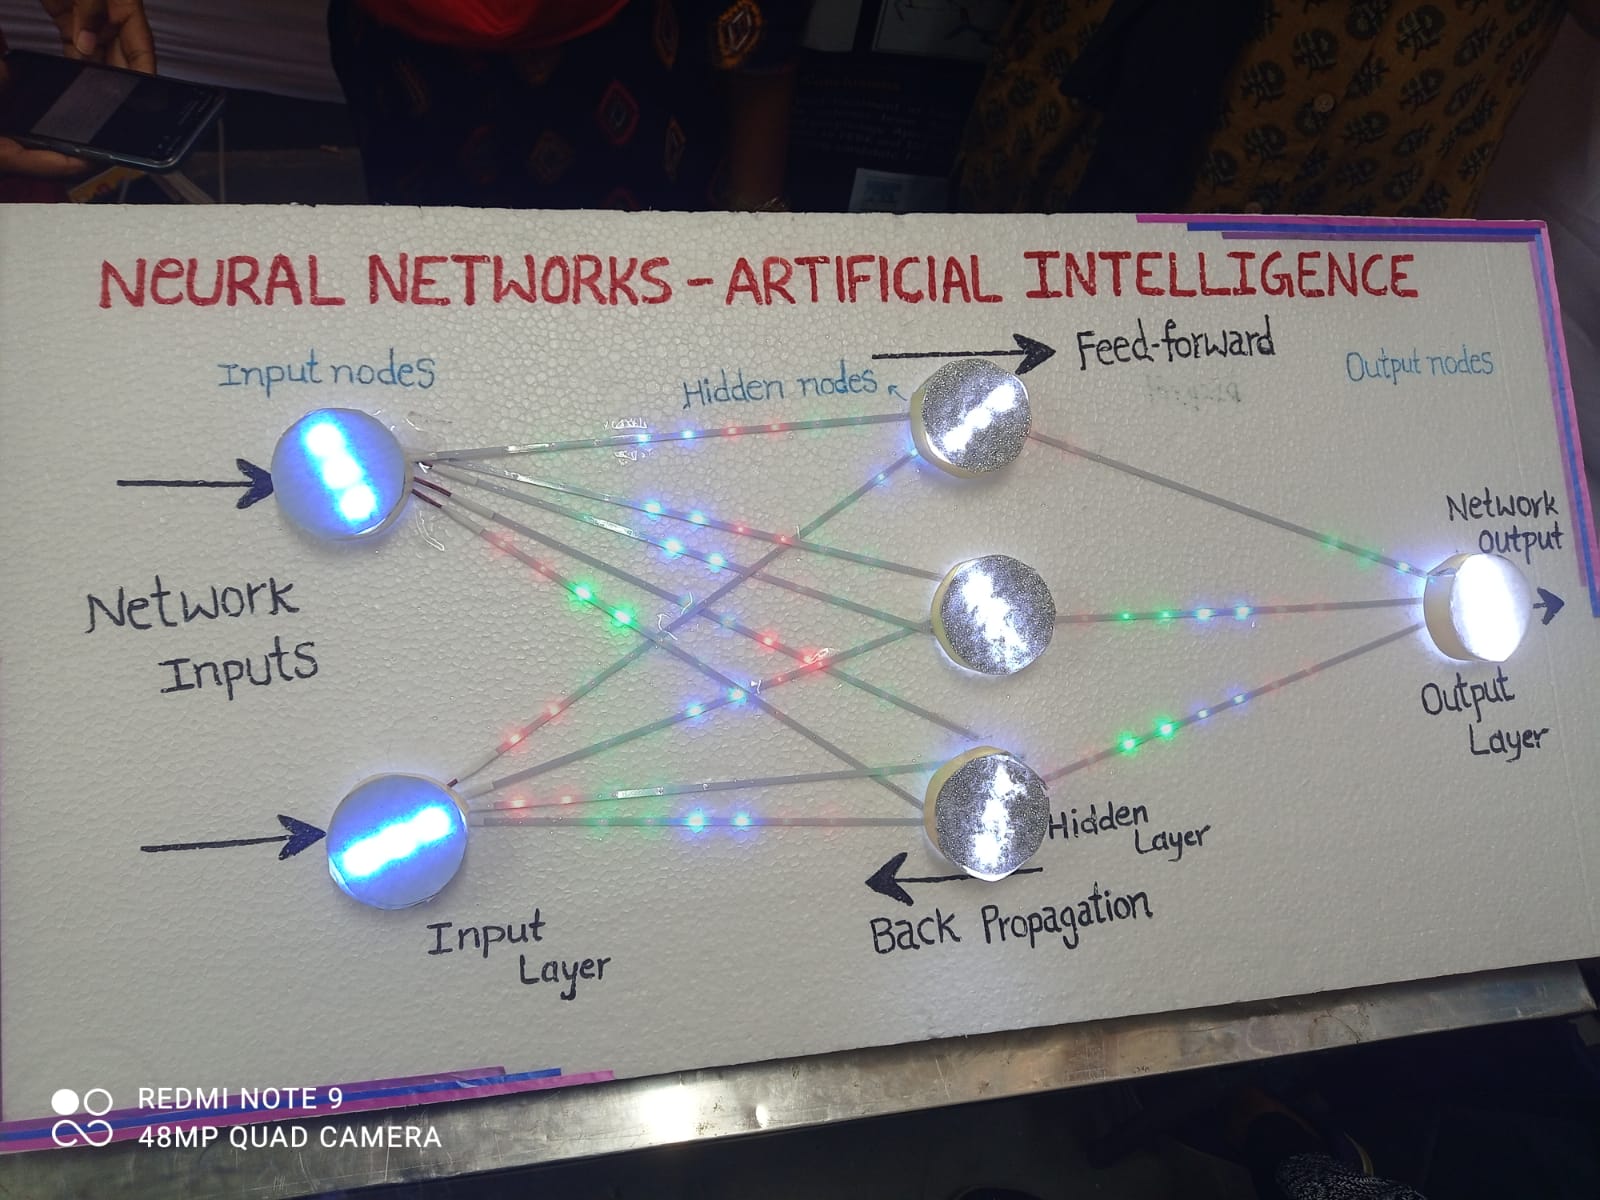 NEURAL NETWORKS - ARTIFICIAL INTELLIGENCE
Feed-forward
Input nodes
Hidden nodes
Output nodes
Network
output
Network
Inputs
Output
Layer
Hidden
Layer
Back Propagation
Input
Layer
REDMI NOTE 9
48MP QUAD CAMERA